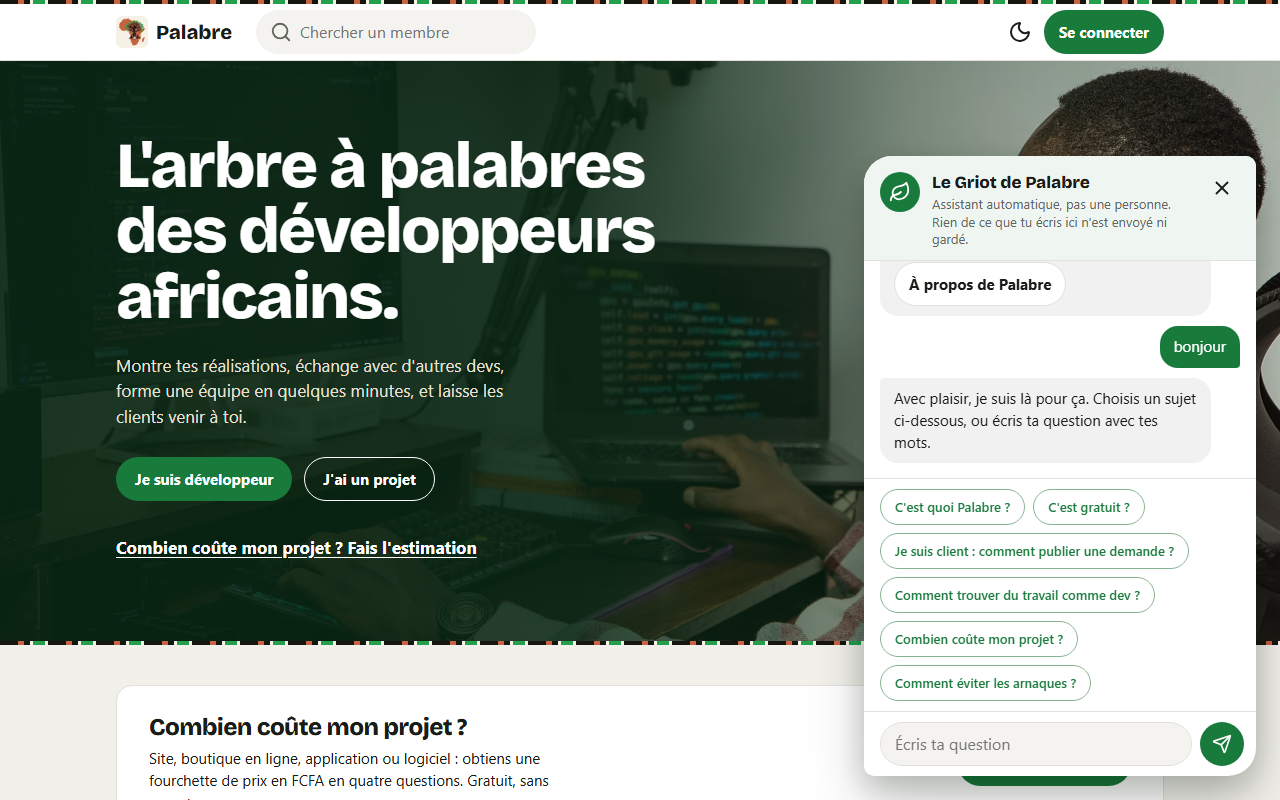 Palabre
Chercher un membre
Se connecter
L'arbre à palabres
des développeurs
africains.
Montre tes réalisations, échange avec d'autres devs,
forme une équipe en quelques minutes, et laisse les
clients venir à toi.
Je suis développeur
J'ai un projet
Combien coûte mon projet ? Fais l'estimation
Combien coûte mon projet ?
Site, boutique en ligne, application ou logiciel : obtiens une
fourchette de prix en FCFA en quatre questions. Gratuit, sans
Le Griot de Palabre
Assistant automatique, pas une personne.
Rien de ce que tu écris ici n'est envoyé ni
gardé.
À propos de Palabre
bonjour
Avec plaisir, je suis là pour ça. Choisis un sujet
ci-dessous, ou écris ta question avec tes
mots.
C'est quoi Palabre ?
C'est gratuit ?
Je suis client : comment publier une demande ?
Comment trouver du travail comme dev ?
Combien coûte mon projet ?
Comment éviter les arnaques ?
Écris ta question